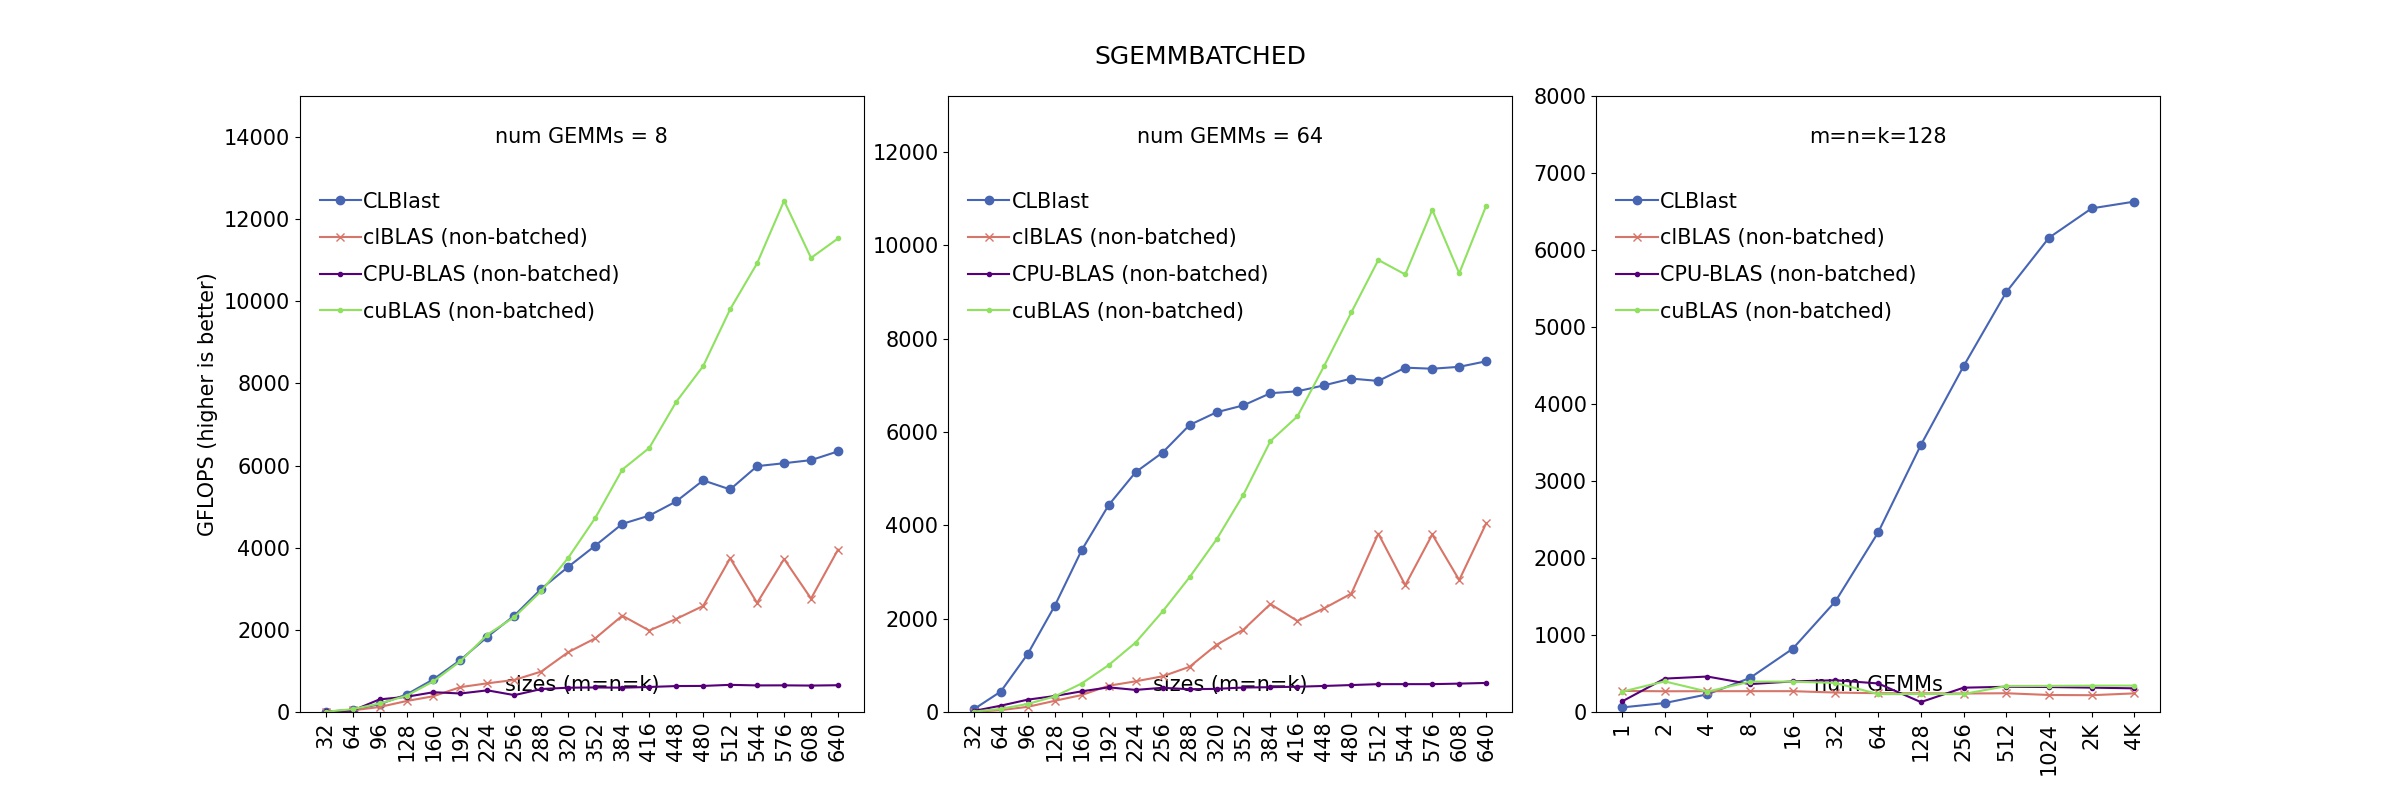 SGEMMBATCHED
GFLOPS (higher is better)
num GEMMs = 8
14000
12000
10000
8000
6000
4000
2000
0
CLBlast
clBLAS (non-batched)
CPU-BLAS (non-batched)
cuBLAS (non-batched)
sizes (m=n=k)
32 64 96 128 160 192 224 256 288 320 352 384 416 448 480 512 544 576 608 640
num GEMMs = 64
12000
10000
8000
6000
4000
2000
0
CLBlast
clBLAS (non-batched)
CPU-BLAS (non-batched)
cuBLAS (non-batched)
sizes (m=n=k)
32 64 96 128 160 192 224 256 288 320 352 384 416 448 480 512 544 576 608 640
m=n=k=128
8000
7000
6000
5000
4000
3000
2000
1000
0
CLBlast
clBLAS (non-batched)
CPU-BLAS (non-batched)
cuBLAS (non-batched)
num GEMMs
1 2 4 8 16 32 64 128 256 512 1024 2K 4K